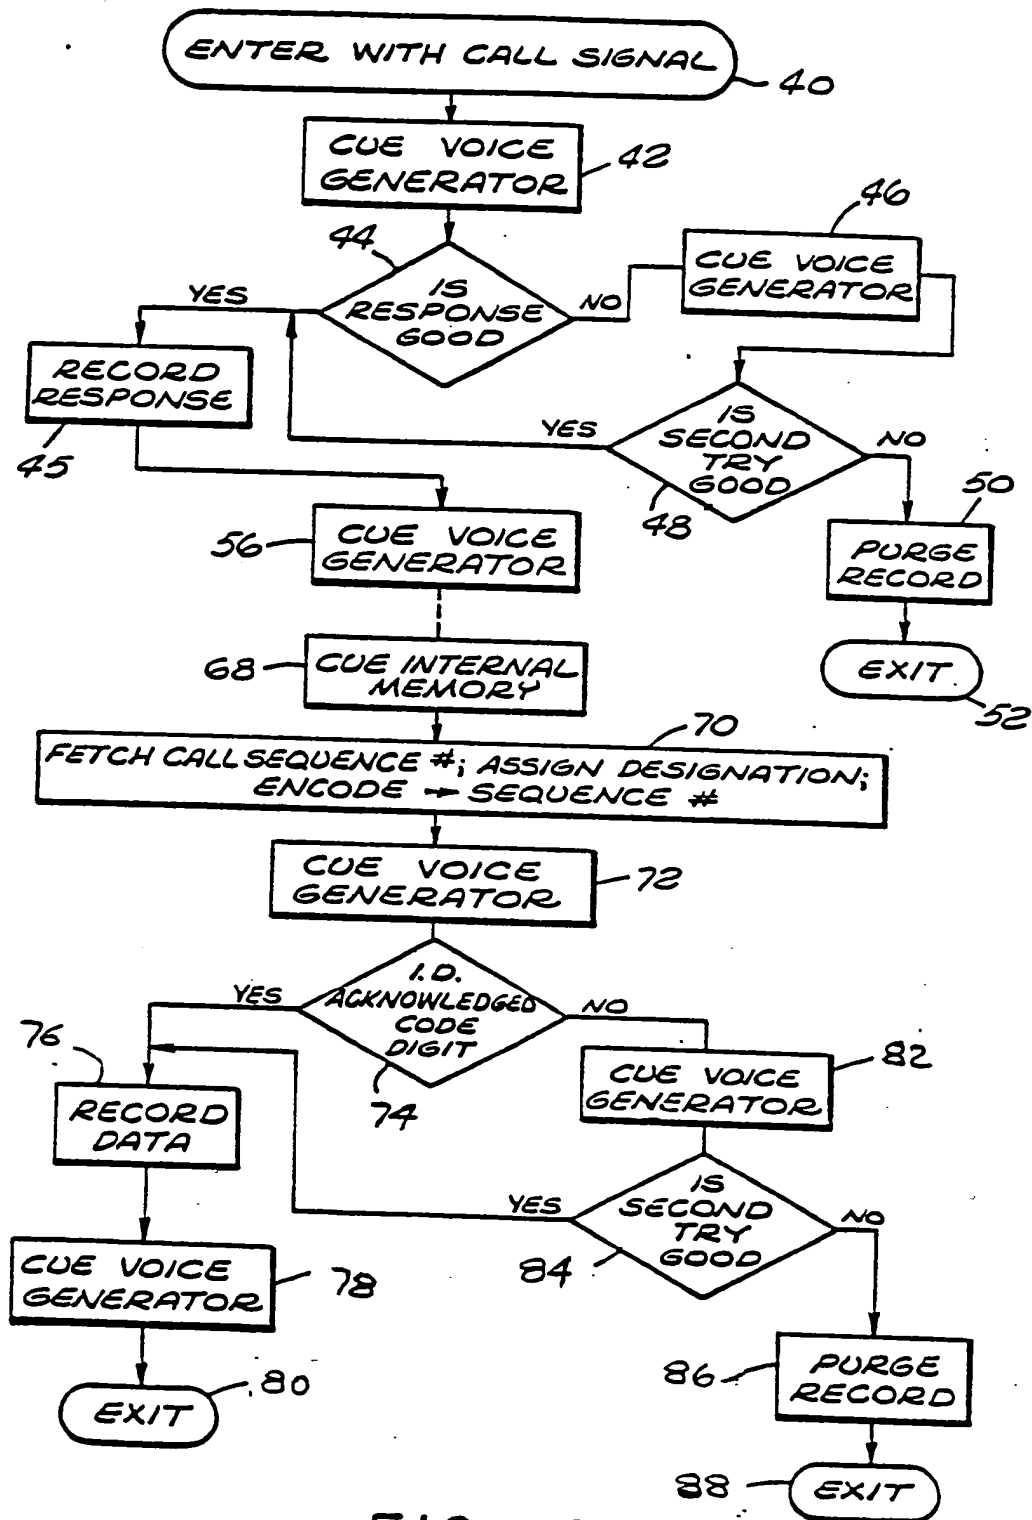 ENTER WITH CALL SIGNAL
40
CUE VOICE
GENERATOR
42
44
IS
RESPONSE
GOOD
YES
NO
46
CUE VOICE
GENERATOR
RECORD
RESPONSE
45
IS
SECOND
TRY
GOOD
YES
NO
48
50
PURGE
RECORD
EXIT
52
56
CUE VOICE
GENERATOR
68
CUE INTERNAL
MEMORY
70
FETCH CALL SEQUENCE #; ASSIGN DESIGNATION;
ENCODE → SEQUENCE #
CUE VOICE
GENERATOR
72
I.D.
ACKNOWLEDGED
CODE
DIGIT
YES
NO
74
76
RECORD
DATA
82
CUE VOICE
GENERATOR
IS
SECOND
TRY
GOOD
YES
NO
84
CUE VOICE
GENERATOR
78
EXIT
80
86
PURGE
RECORD
88
EXIT